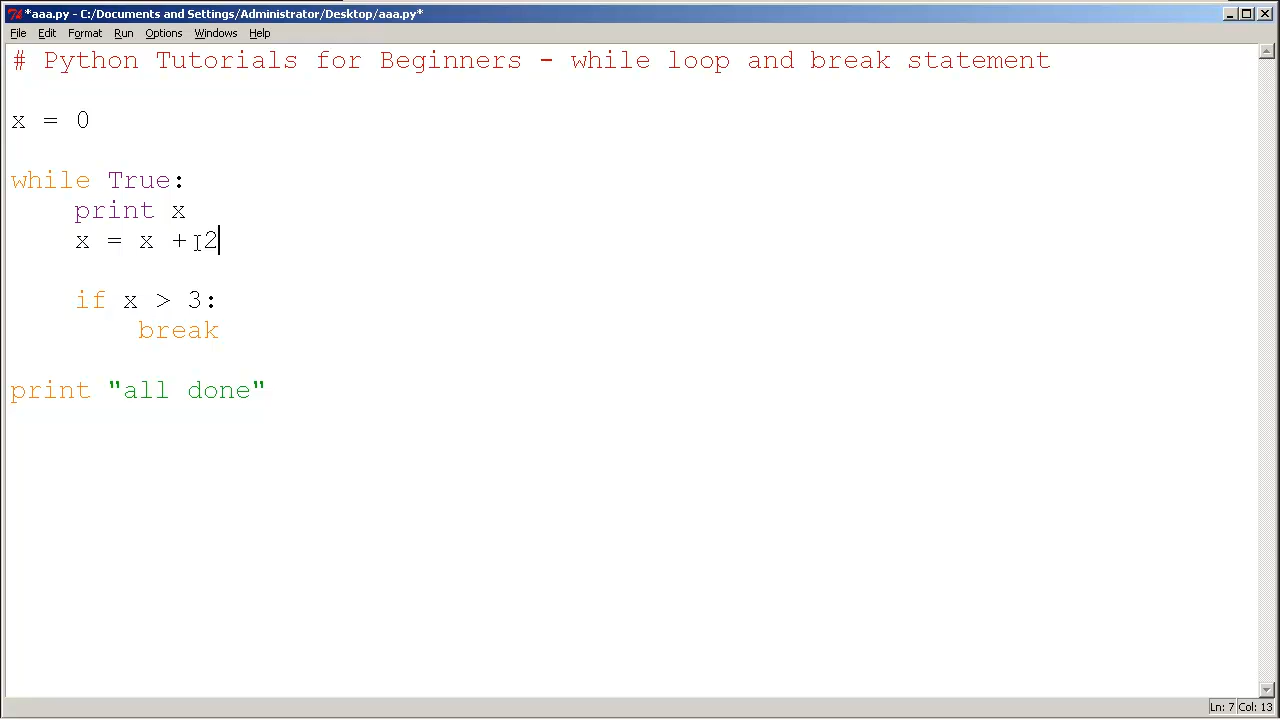 *aaa.py - C:/Documents and Settings/Administrator/Desktop/aaa.py*
File Edit Format Run Options Windows Help
# Python Tutorials for Beginners - while loop and break statement
x = 0
while True:
print x
x = x + 2
if x > 3:
break
print "all done"
Ln: 7 Col: 13